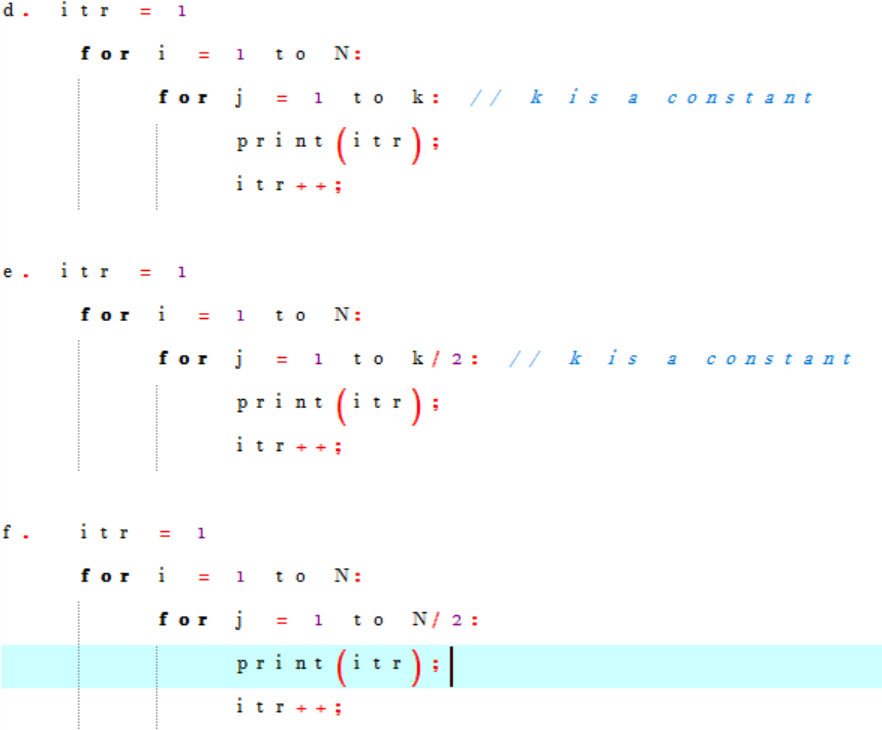 d. itr = 1
for i = 1 to N:
for j = 1 to k: // k is a constant
print(itr);
itr++;
e. itr = 1
for i = 1 to N:
for j = 1 to k/2: // k is a constant
print(itr);
itr++;
f. itr = 1
for i = 1 to N:
for j = 1 to N/2:
print(itr);
itr++;